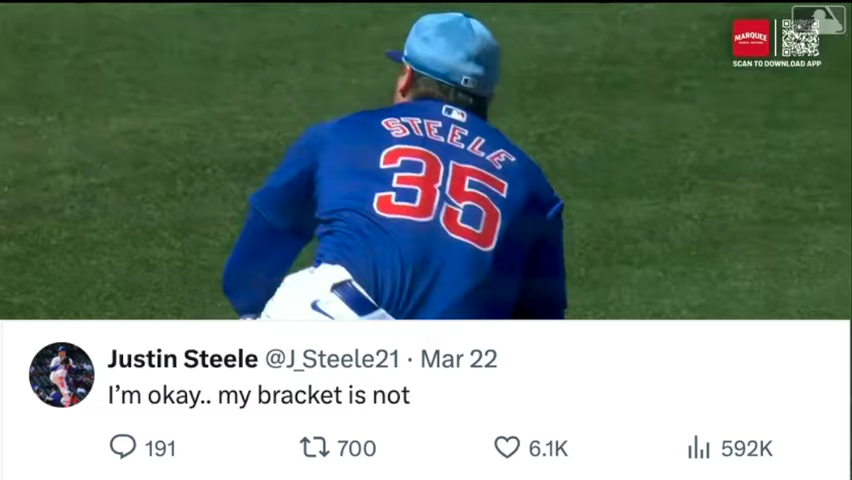 MARQUEE
SCAN TO DOWNLOAD APP
STEELE
35
Justin Steele @J_Steele21 · Mar 22
I’m okay.. my bracket is not
191 700 6.1K 592K